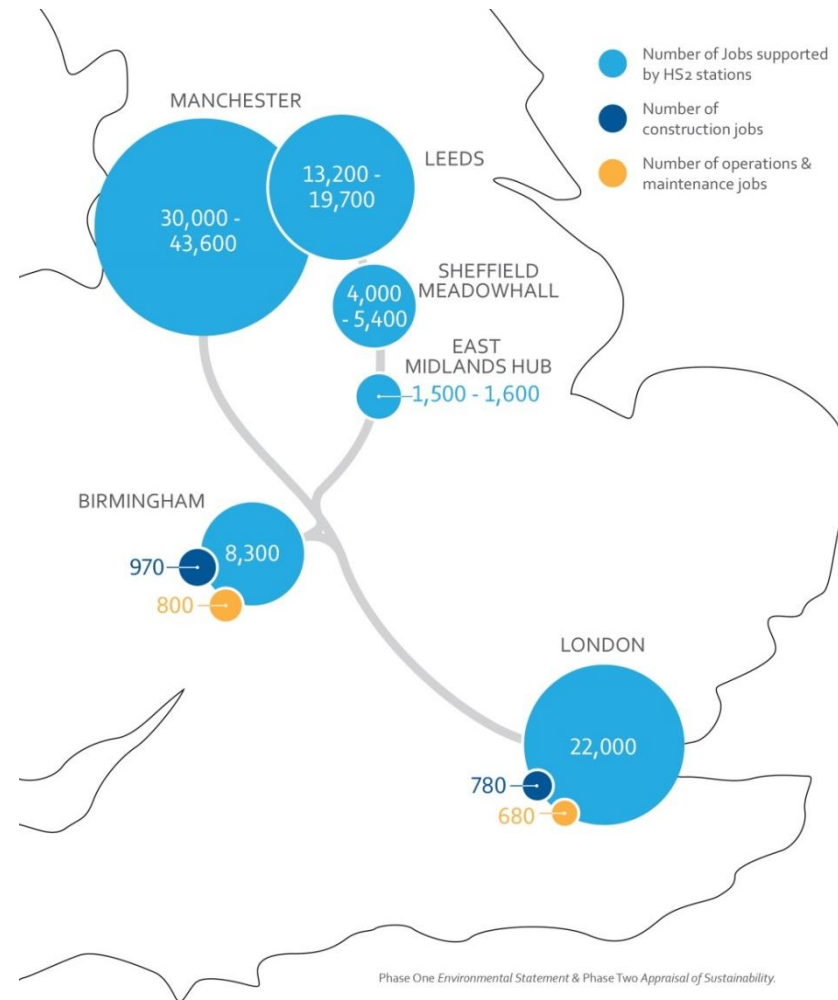 Number of Jobs supported
by HS2 stations
Number of
construction jobs
Number of operations &
maintenance jobs
MANCHESTER
30,000 -
43,600
LEEDS
13,200 -
19,700
SHEFFIELD
MEADOWHALL
4,000
- 5,400
EAST
MIDLANDS HUB
1,500 - 1,600
BIRMINGHAM
8,300
970
800
LONDON
22,000
780
680
Phase One Environmental Statement & Phase Two Appraisal of Sustainability.